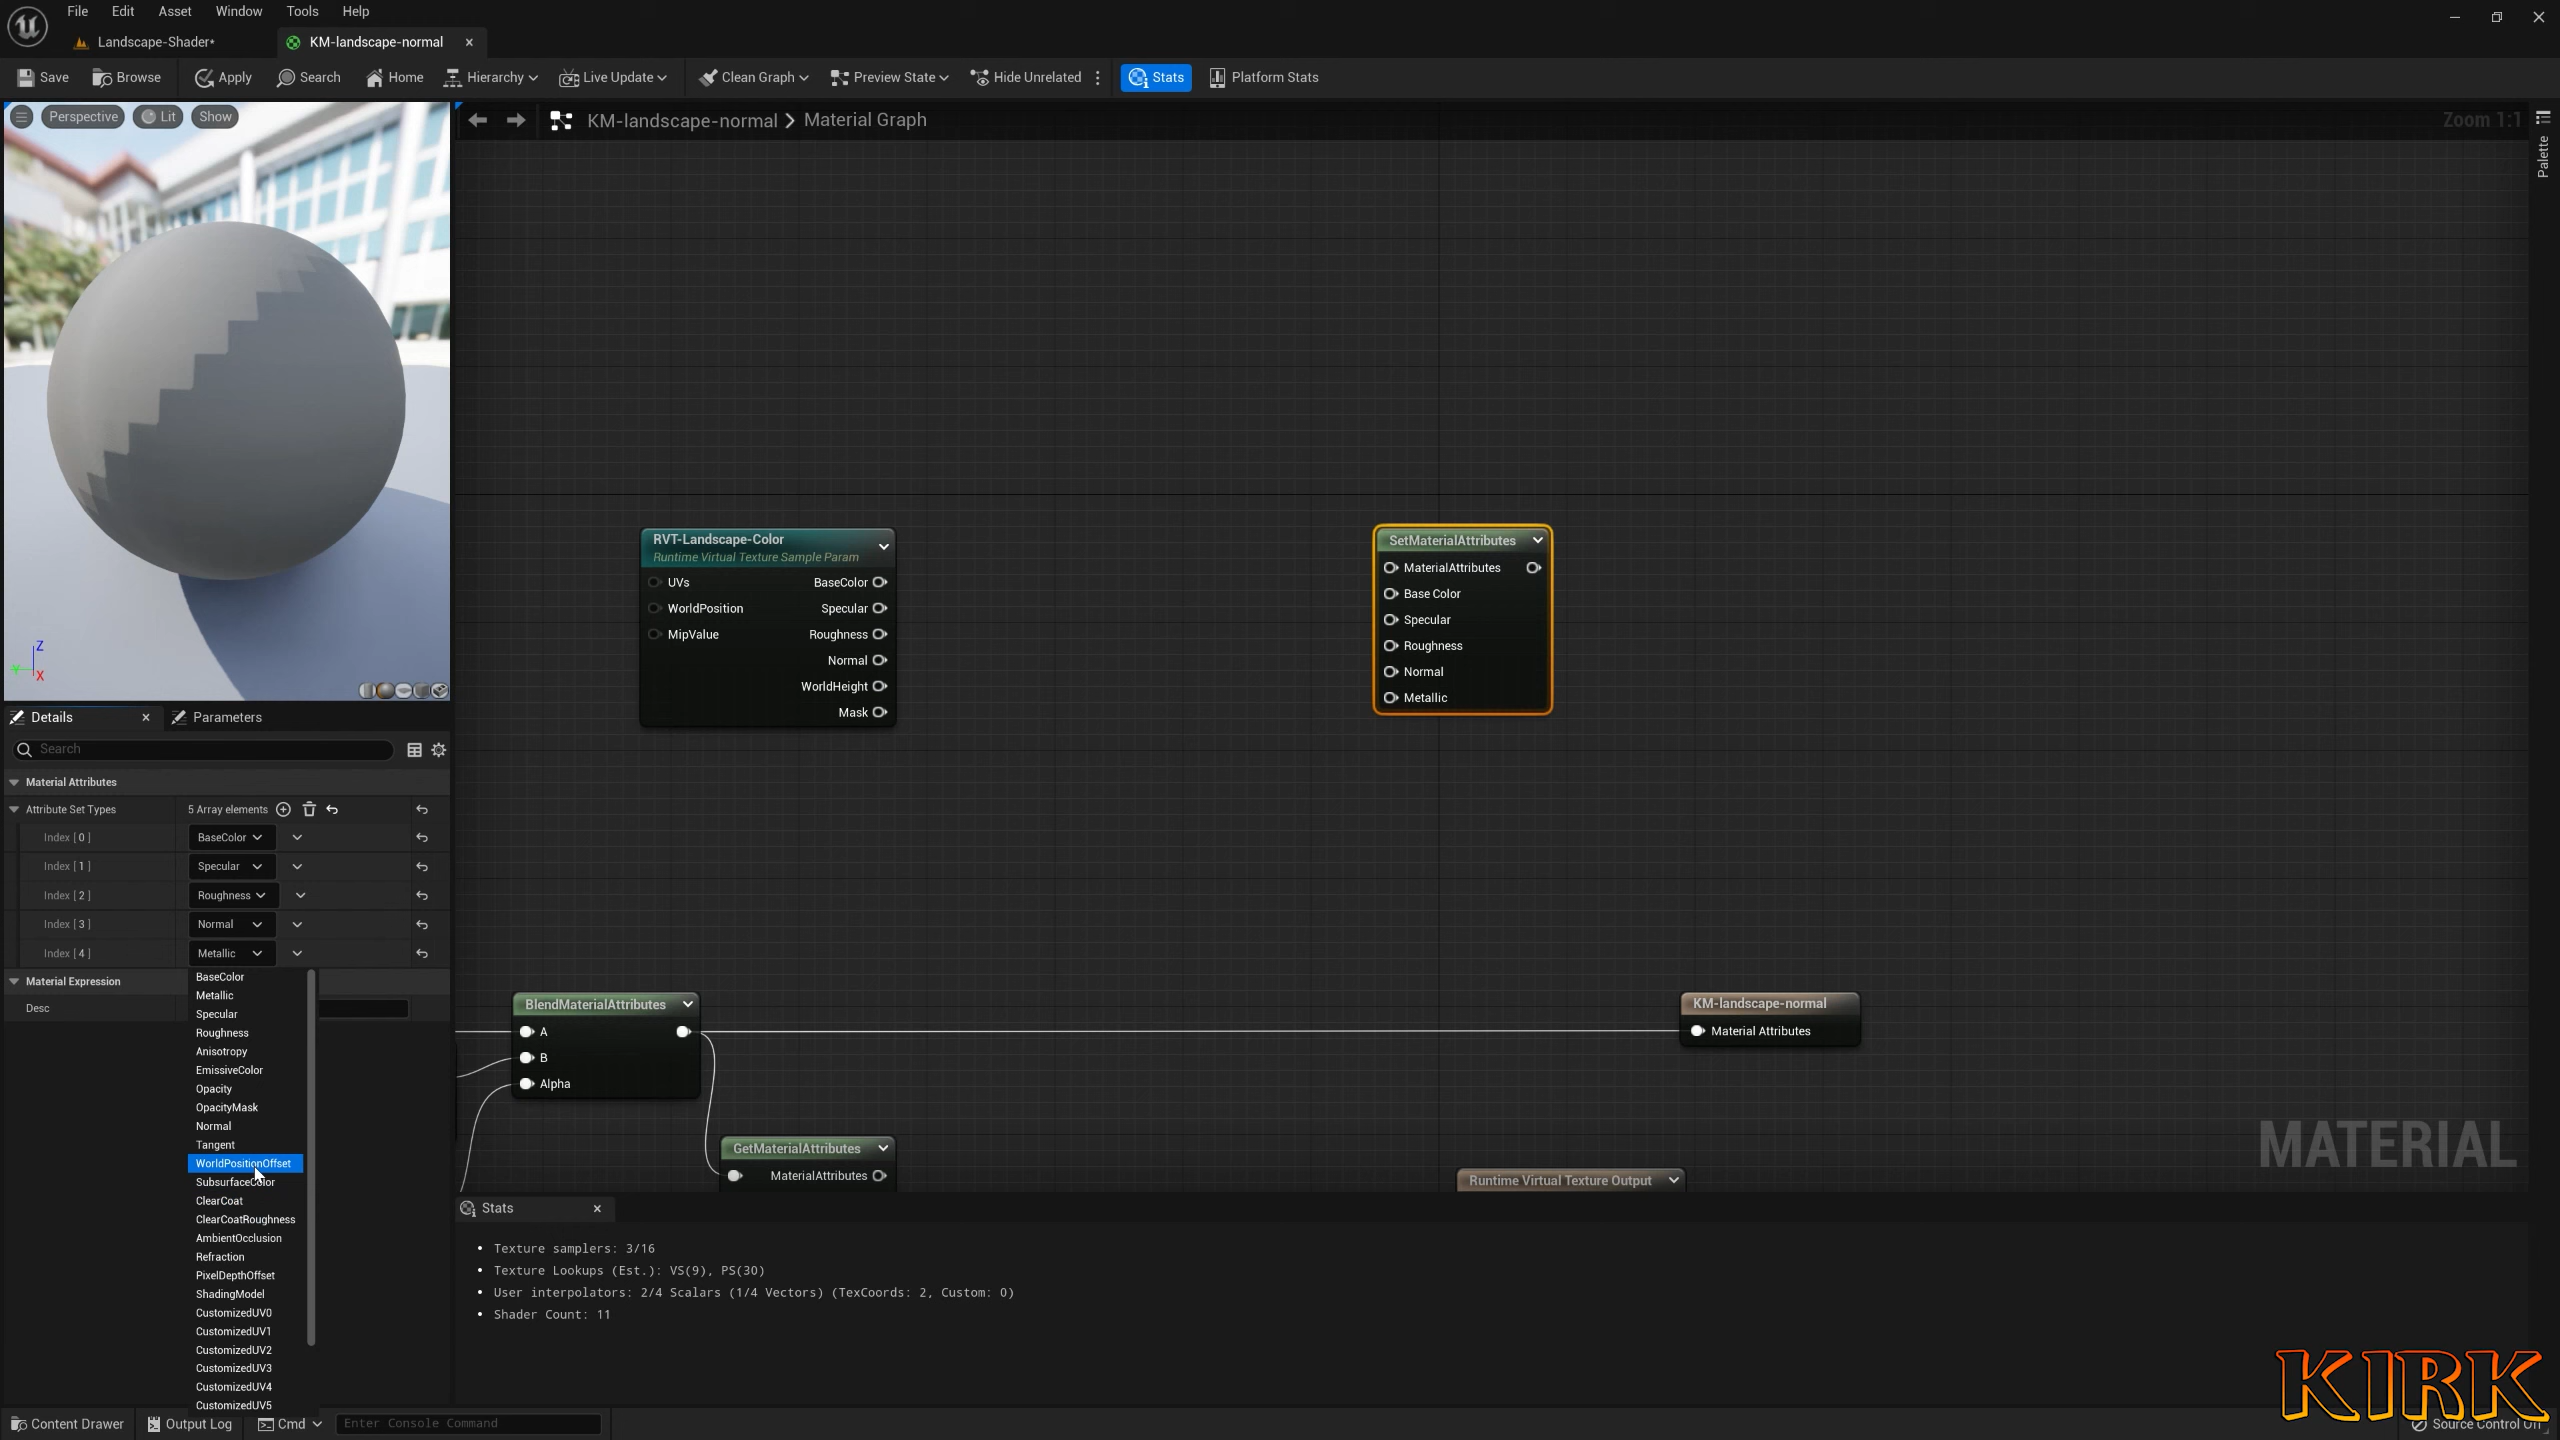 File Edit Asset Window Tools Help
Landscape-Shader*
KM-landscape-normal
Save Browse Apply Search Home Hierarchy Live Update Clean Graph Preview State Hide Unrelated Stats Platform Stats
Perspective Lit Show
KM-landscape-normal Material Graph
Zoom 1:1
Palette
RVT-Landscape-Color
Runtime Virtual Texture Sample Param
UVs BaseColor
WorldPosition Specular
MipValue Roughness
Normal
WorldHeight
Mask
SetMaterialAttributes
MaterialAttributes
Base Color
Specular
Roughness
Normal
Metallic
Z
Y
X
Details Parameters
Search
Material Attributes
Attribute Set Types 5 Array elements
Index [ 0 ] BaseColor
Index [ 1 ] Specular
Index [ 2 ] Roughness
Index [ 3 ] Normal
Index [ 4 ] Metallic
Material Expression
Desc
BaseColor
Metallic
Specular
Roughness
Anisotropy
EmissiveColor
Opacity
OpacityMask
Normal
Tangent
WorldPositionOffset
SubsurfaceColor
ClearCoat
ClearCoatRoughness
AmbientOcclusion
Refraction
PixelDepthOffset
ShadingModel
CustomizedUV0
CustomizedUV1
CustomizedUV2
CustomizedUV3
CustomizedUV4
CustomizedUV5
BlendMaterialAttributes
A
B
Alpha
GetMaterialAttributes
MaterialAttributes
KM-landscape-normal
Material Attributes
Runtime Virtual Texture Output
MATERIAL
Stats
• Texture samplers: 3/16
• Texture Lookups (Est.): VS(9), PS(30)
• User interpolators: 2/4 Scalars (1/4 Vectors) (TexCoords: 2, Custom: 0)
• Shader Count: 11
KIRK
Content Drawer Output Log Cmd Enter Console Command
Source Control Off